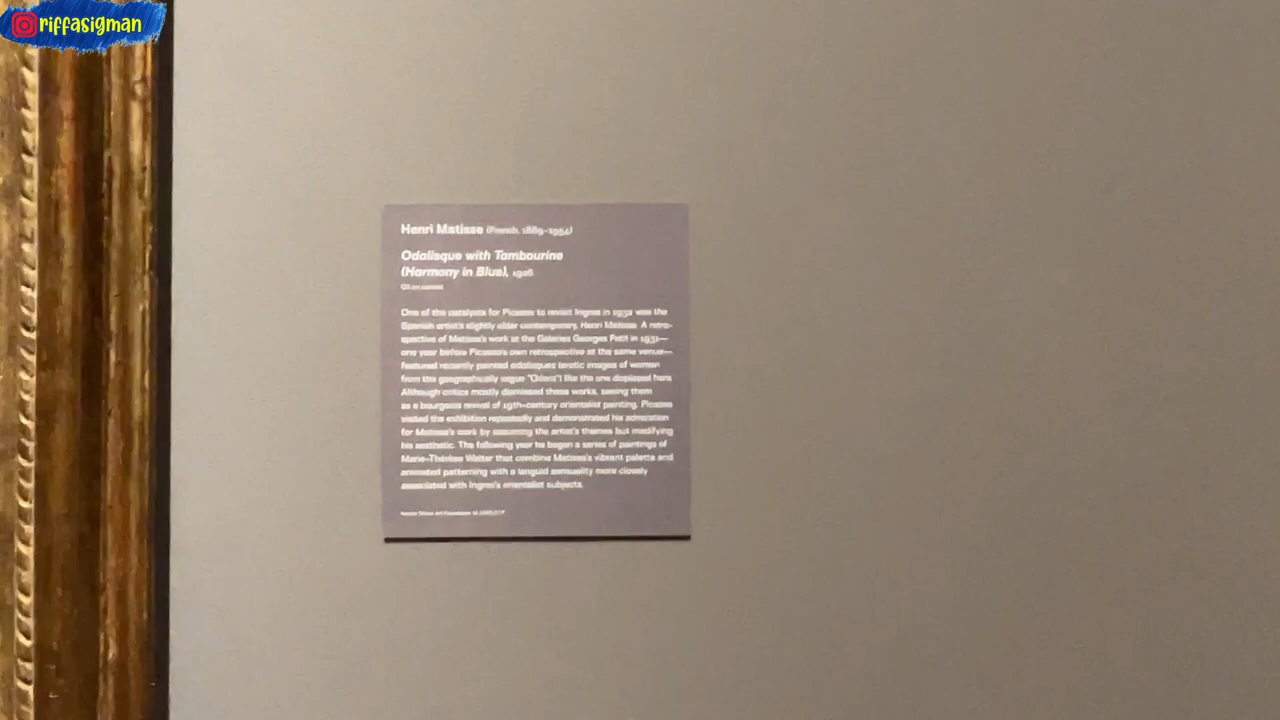 riffasigman
Henri Matisse (French, 1889–1954)
Odalisque with Tambourine
(Harmony in Blue), 1926
Oil on canvas
One of the catalysts for Picasso to revisit Ingres in 1932 was the
Spanish artist's slightly older contemporary, Henri Matisse. A retro-
spective of Matisse's work at the Galeries Georges Petit in 1931—
one year before Picasso's own retrospective at the same venue—
featured recently painted odalisques (erotic images of women
from the geographically vague "Orient") like the one displayed here.
Although critics mostly dismissed these works, seeing them
as a bourgeois revival of 19th-century orientalist painting, Picasso
visited the exhibition repeatedly and demonstrated his admiration
for Matisse's work by assuming the artist's themes but modifying
his aesthetic. The following year he began a series of paintings of
Marie-Thérèse Walter that combine Matisse's vibrant palette and
animated patterning with a languid sensuality more closely
associated with Ingres's orientalist subjects.
Norton Simon Art Foundation